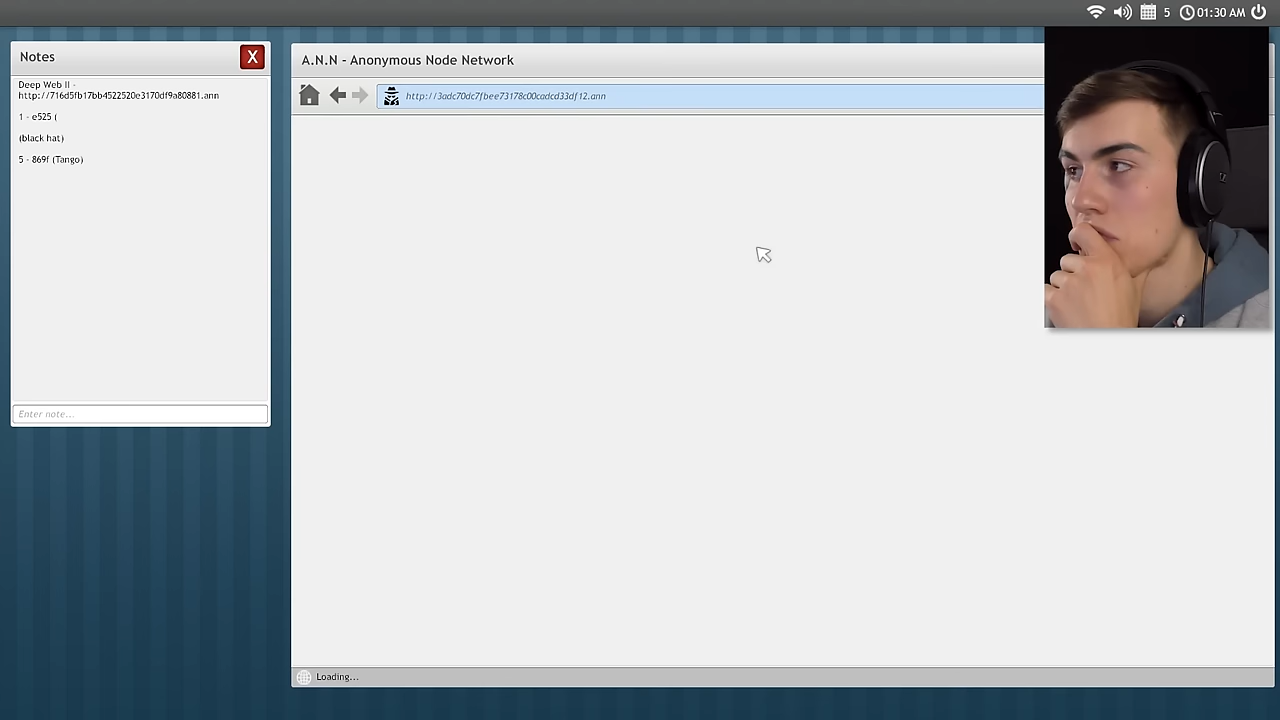 5
01:30 AM
Notes
X
Deep Web II -
http://716d5fb17bb4522520e3170df9a80881.ann
1 - e525 (
(black hat)
5 - 869f (Tango)
Enter note...
A.N.N - Anonymous Node Network
http://3adc70dc7fbee73178c00cadcd33df12.ann
Loading...